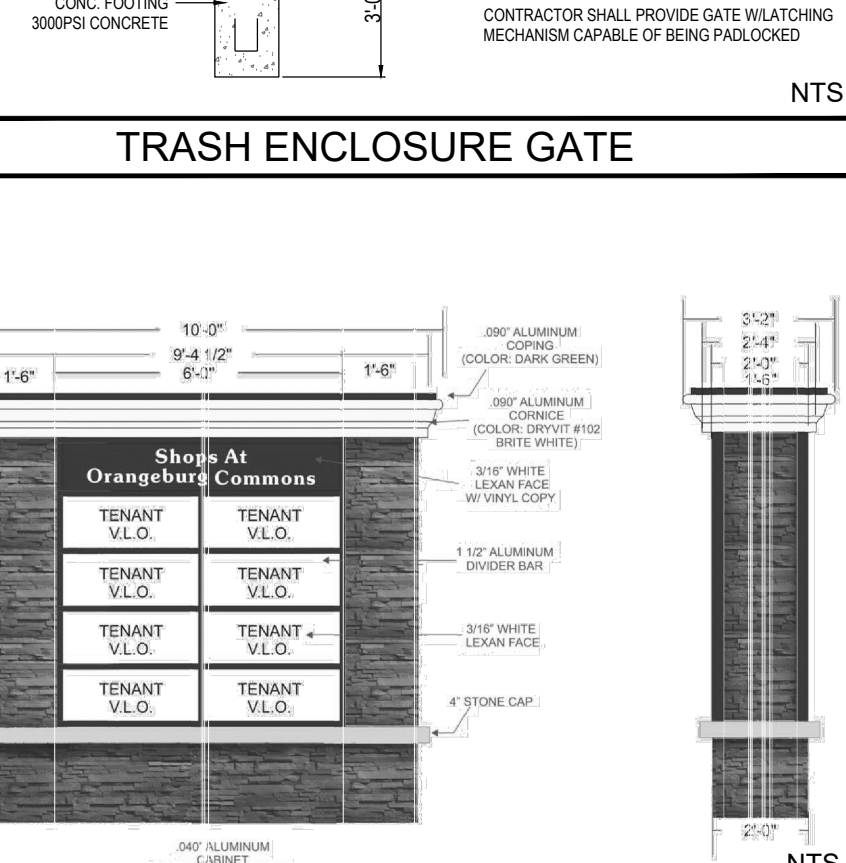 CONC. FOOTING
3000PSI CONCRETE
CONTRACTOR SHALL PROVIDE GATE W/LATCHING
MECHANISM CAPABLE OF BEING PADLOCKED
NTS
TRASH ENCLOSURE GATE
10'-0"
9'-4 1/2"
1'-6"
6'-0"
1'-6"
.090" ALUMINUM
COPING
(COLOR: DARK GREEN)
.090" ALUMINUM
CORNICE
(COLOR: DRYVIT #102
BRITE WHITE)
Shops At
Orangeburg Commons
3/16" WHITE
LEXAN FACE
W/ VINYL COPY
TENANT
V.L.O.
TENANT
V.L.O.
1 1/2" ALUMINUM
DIVIDER BAR
TENANT
V.L.O.
TENANT
V.L.O.
TENANT
V.L.O.
TENANT
V.L.O.
3/16" WHITE
LEXAN FACE
TENANT
V.L.O.
TENANT
V.L.O.
4" STONE CAP
.040" ALUMINUM
CABINET
3'-2"
2'-4"
2'-0"
1'-6"
2'-0"
NTS